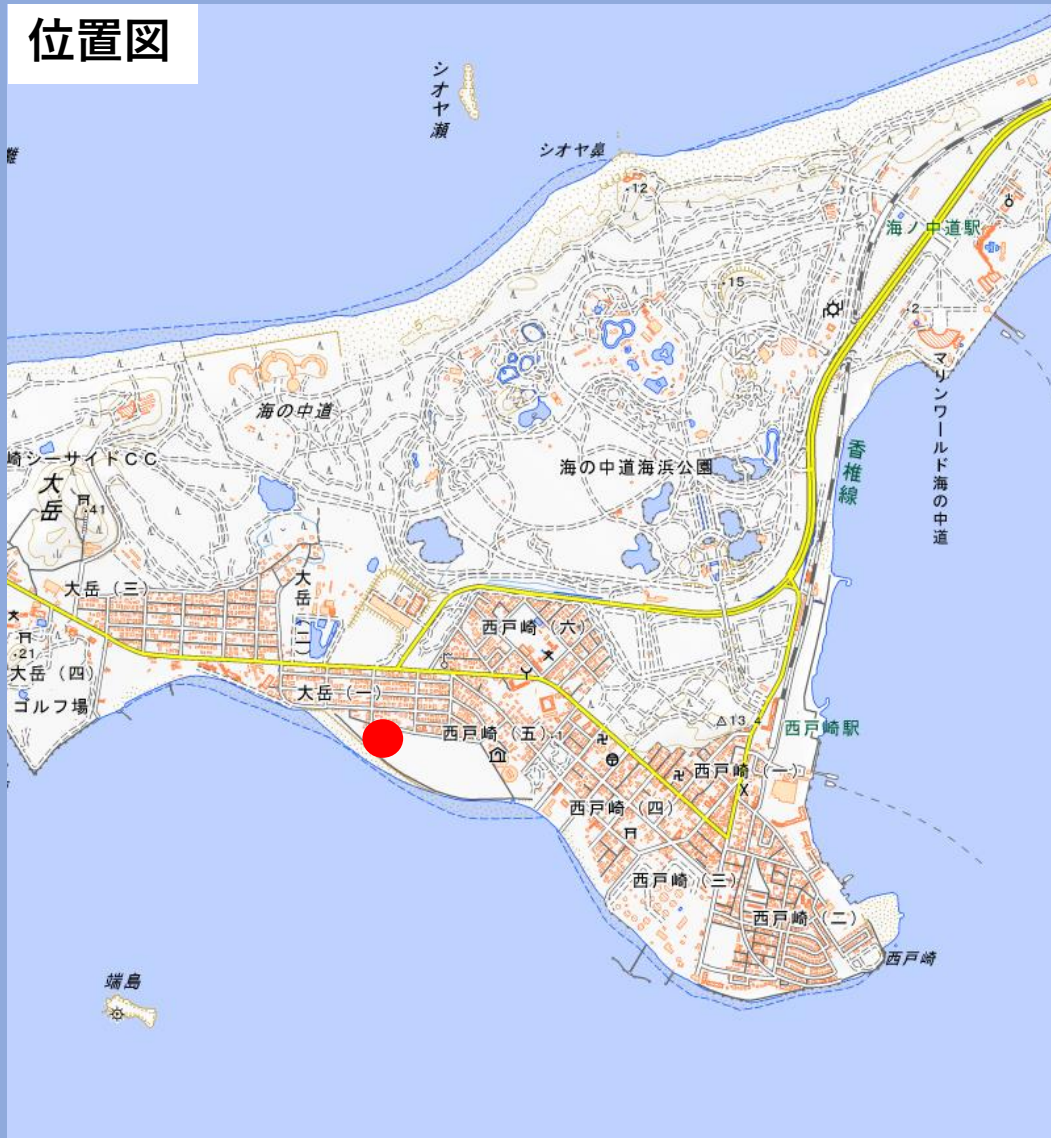 位置図
シオヤ瀬
シオヤ鼻
灘
12
海ノ中道駅
15
2
マリンワールド海の中道
海の中道
香椎線
崎シーサイドCC
海の中道海浜公園
大岳
41
大岳(三)
大岳(二)
西戸崎(六)
21
大岳(四)
大岳(一)
ゴルフ場
西戸崎(五)
1
13.4
西戸崎駅
西戸崎(一)
西戸崎(四)
西戸崎(三)
西戸崎(二)
西戸崎
端島